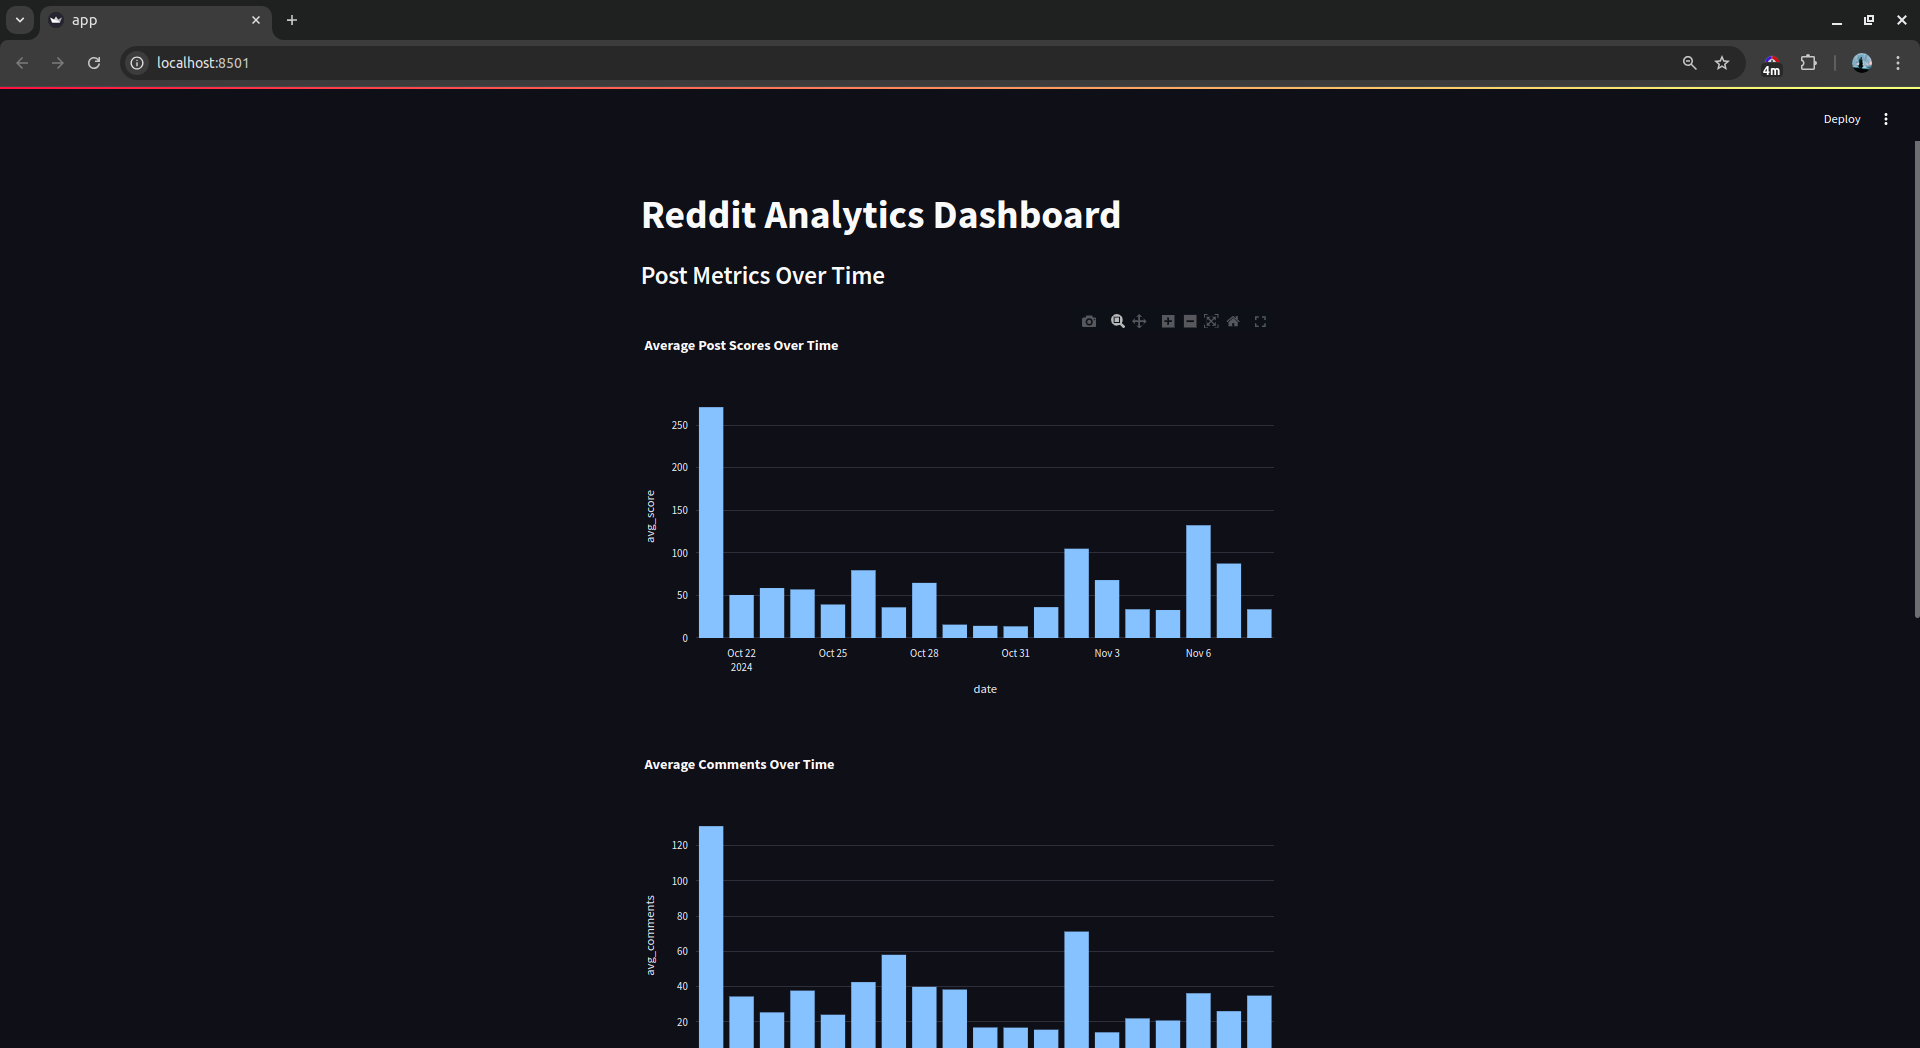 app
localhost:8501
4m
Deploy
Reddit Analytics Dashboard
Post Metrics Over Time
Average Post Scores Over Time
avg_score
250
200
150
100
50
0
Oct 22
2024
Oct 25
Oct 28
Oct 31
Nov 3
Nov 6
date
Average Comments Over Time
avg_comments
120
100
80
60
40
20